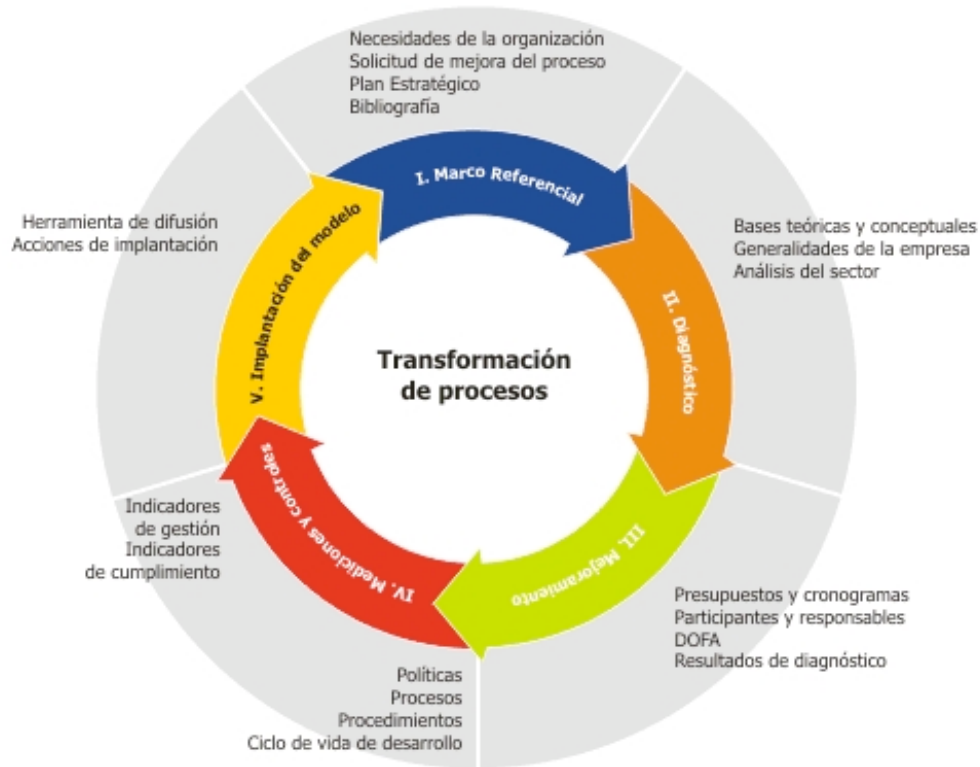 Necesidades de la organización
Solicitud de mejora del proceso
Plan Estratégico
Bibliografía
I. Marco Referencial
Bases teóricas y conceptuales
Generalidades de la empresa
Análisis del sector
II. Diagnóstico
Presupuestos y cronogramas
Participantes y responsables
DOFA
Resultados de diagnóstico
III. Mejoramiento
Políticas
Procesos
Procedimientos
Ciclo de vida de desarrollo
IV. Mediciones y controles
Indicadores
de gestión
Indicadores
de cumplimiento
V. Implantación del modelo
Herramienta de difusión
Acciones de implantación
Transformación
de procesos